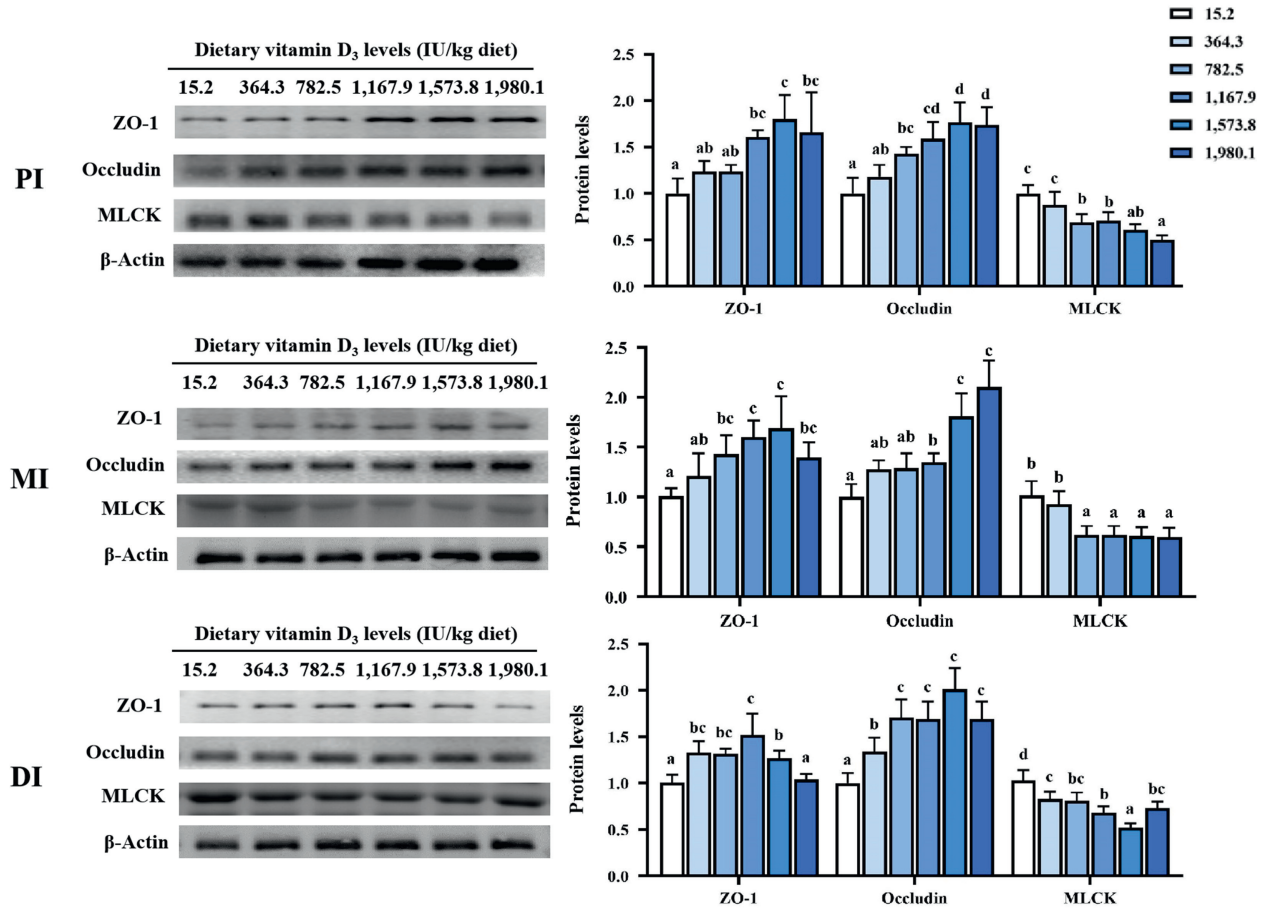 Dietary vitamin D₃ levels (IU/kg diet)
15.2 364.3 782.5 1,167.9 1,573.8 1,980.1
ZO-1
Occludin
MLCK
β-Actin
PI
Protein levels
2.5
2.0
1.5
1.0
0.5
0.0
a ab ab bc c bc
a ab bc cd d d
c c b b ab a
ZO-1 Occludin MLCK
15.2
364.3
782.5
1,167.9
1,573.8
1,980.1
Dietary vitamin D₃ levels (IU/kg diet)
15.2 364.3 782.5 1,167.9 1,573.8 1,980.1
ZO-1
Occludin
MLCK
β-Actin
MI
Protein levels
2.5
2.0
1.5
1.0
0.5
0.0
a ab bc c c bc
a ab ab b c c
b b a a a a
ZO-1 Occludin MLCK
Dietary vitamin D₃ levels (IU/kg diet)
15.2 364.3 782.5 1,167.9 1,573.8 1,980.1
ZO-1
Occludin
MLCK
β-Actin
DI
Protein levels
2.5
2.0
1.5
1.0
0.5
0.0
a bc bc c b a
a b c c c c
d c bc b a bc
ZO-1 Occludin MLCK